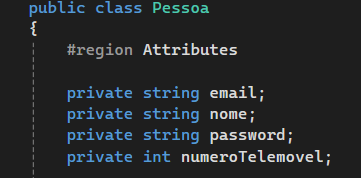 public class Pessoa
{
#region Attributes
private string email;
private string nome;
private string password;
private int numeroTelemovel;